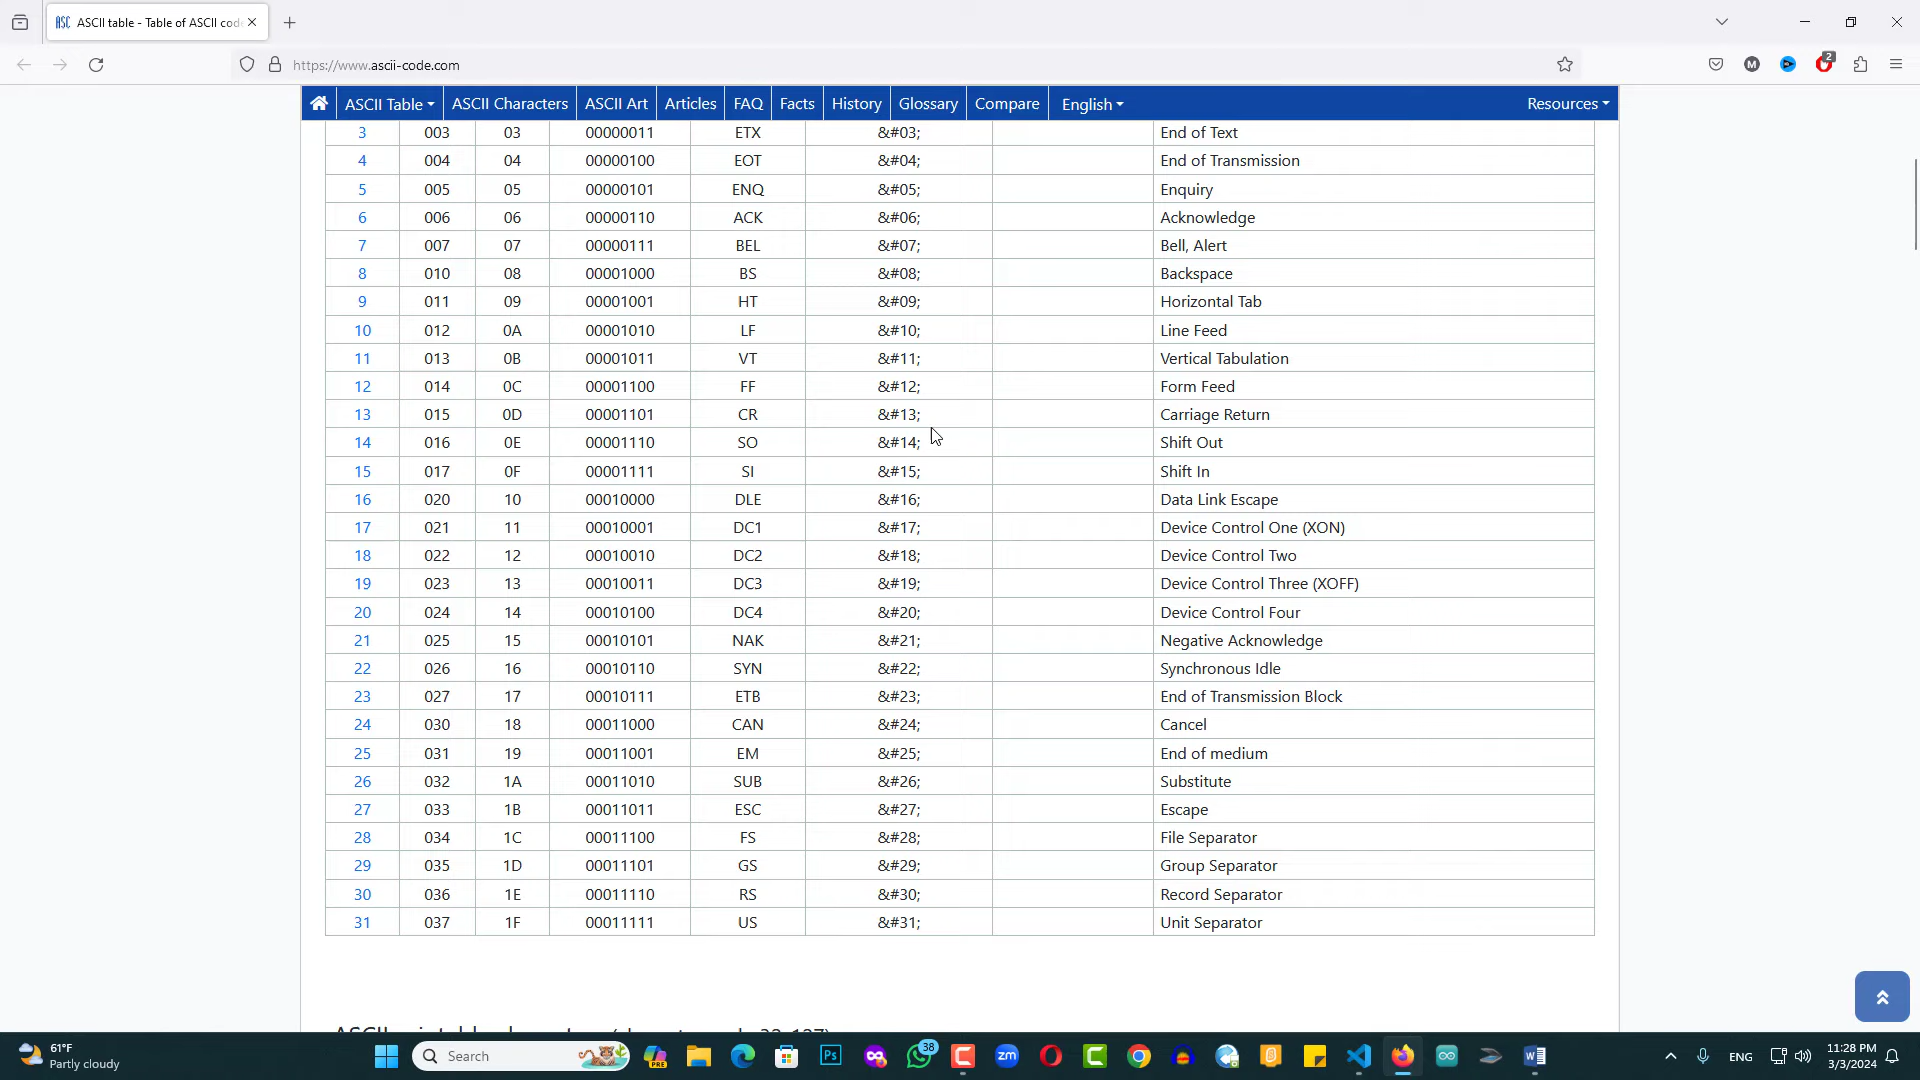 ASCII table - Table of ASCII cod
https://www.ascii-code.com
2
ASCII Table ASCII Characters ASCII Art Articles FAQ Facts History Glossary Compare English Resources
3 003 03 00000011 ETX &#03; End of Text
4 004 04 00000100 EOT &#04; End of Transmission
5 005 05 00000101 ENQ &#05; Enquiry
6 006 06 00000110 ACK &#06; Acknowledge
7 007 07 00000111 BEL &#07; Bell, Alert
8 010 08 00001000 BS &#08; Backspace
9 011 09 00001001 HT &#09; Horizontal Tab
10 012 0A 00001010 LF &#10; Line Feed
11 013 0B 00001011 VT &#11; Vertical Tabulation
12 014 0C 00001100 FF &#12; Form Feed
13 015 0D 00001101 CR &#13; Carriage Return
14 016 0E 00001110 SO &#14; Shift Out
15 017 0F 00001111 SI &#15; Shift In
16 020 10 00010000 DLE &#16; Data Link Escape
17 021 11 00010001 DC1 &#17; Device Control One (XON)
18 022 12 00010010 DC2 &#18; Device Control Two
19 023 13 00010011 DC3 &#19; Device Control Three (XOFF)
20 024 14 00010100 DC4 &#20; Device Control Four
21 025 15 00010101 NAK &#21; Negative Acknowledge
22 026 16 00010110 SYN &#22; Synchronous Idle
23 027 17 00010111 ETB &#23; End of Transmission Block
24 030 18 00011000 CAN &#24; Cancel
25 031 19 00011001 EM &#25; End of medium
26 032 1A 00011010 SUB &#26; Substitute
27 033 1B 00011011 ESC &#27; Escape
28 034 1C 00011100 FS &#28; File Separator
29 035 1D 00011101 GS &#29; Group Separator
30 036 1E 00011110 RS &#30; Record Separator
31 037 1F 00011111 US &#31; Unit Separator
61°F
Partly cloudy
Search
38
ENG
11:28 PM
3/3/2024